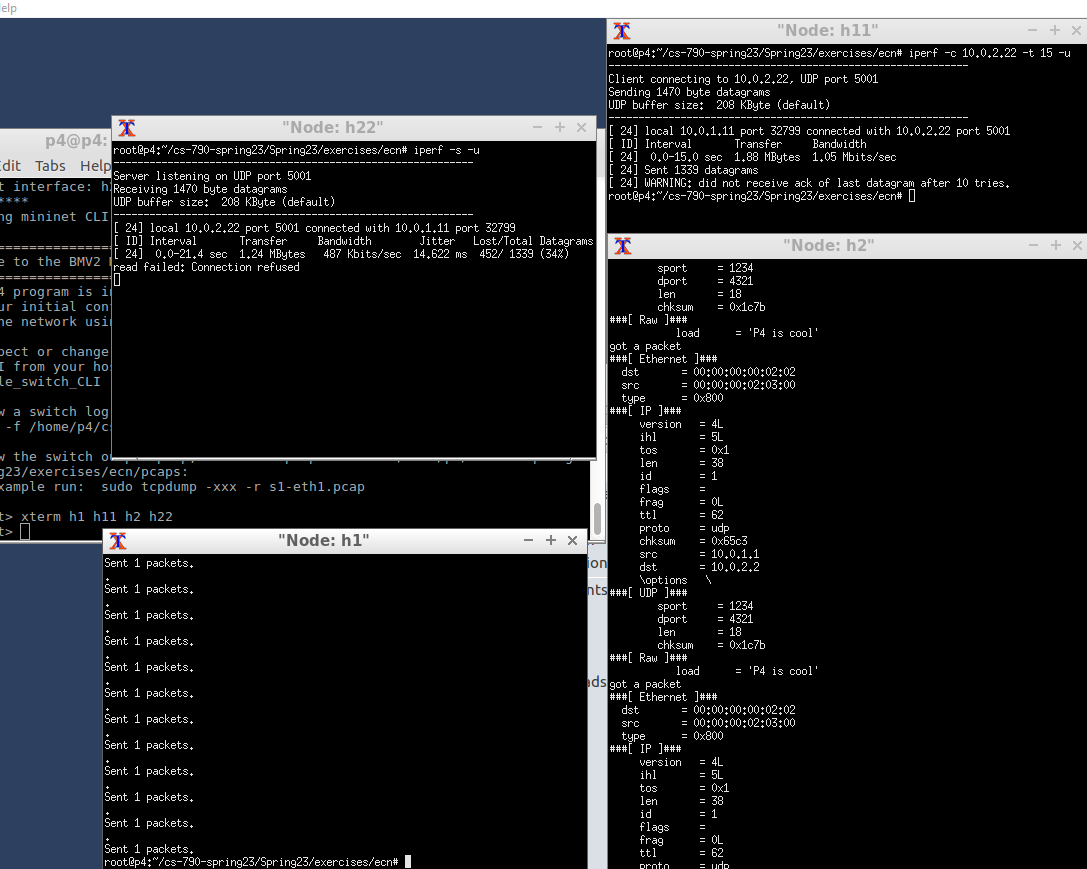 elp
"Node: h11"
root@p4:~/cs-790-spring23/Spring23/exercises/ecn# iperf -c 10.0.2.22 -t 15 -u
------------------------------------------------------------
Client connecting to 10.0.2.22, UDP port 5001
Sending 1470 byte datagrams
UDP buffer size:  208 KByte (default)
------------------------------------------------------------
[ 24] local 10.0.1.11 port 32799 connected with 10.0.2.22 port 5001
[ ID] Interval       Transfer     Bandwidth
[ 24]  0.0-15.0 sec  1.88 MBytes  1.05 Mbits/sec
[ 24] Sent 1339 datagrams
[ 24] WARNING: did not receive ack of last datagram after 10 tries.
root@p4:~/cs-790-spring23/Spring23/exercises/ecn#
"Node: h22"
root@p4:~/cs-790-spring23/Spring23/exercises/ecn# iperf -s -u
------------------------------------------------------------
Server listening on UDP port 5001
Receiving 1470 byte datagrams
UDP buffer size:  208 KByte (default)
------------------------------------------------------------
[ 24] local 10.0.2.22 port 5001 connected with 10.0.1.11 port 32799
[ ID] Interval       Transfer     Bandwidth        Jitter   Lost/Total Datagrams
[ 24]  0.0-21.4 sec  1.24 MBytes   487 Kbits/sec  14.622 ms  452/ 1339 (34%)
read failed: Connection refused
p4@p4:
dit Tabs Help
t interface: h
****
ng mininet CLI
==============
e to the BMV2
==============
4 program is i
ur initial con
he network usin
pect or change
I from your hos
le_switch_CLI
w a switch log
-f /home/p4/cs
w the switch o
g23/exercises/ecn/pcaps:
xample run:  sudo tcpdump -xxx -r s1-eth1.pcap
t> xterm h1 h11 h2 h22
t>
ion
nts
ads
"Node: h1"
Sent 1 packets.
.
Sent 1 packets.
.
Sent 1 packets.
.
Sent 1 packets.
.
Sent 1 packets.
.
Sent 1 packets.
.
Sent 1 packets.
.
Sent 1 packets.
.
Sent 1 packets.
.
Sent 1 packets.
.
Sent 1 packets.
.
Sent 1 packets.
root@p4:~/cs-790-spring23/Spring23/exercises/ecn#
"Node: h2"
sport     = 1234
dport     = 4321
len       = 18
chksum    = 0x1c7b
###[ Raw ]###
load      = 'P4 is cool'
got a packet
###[ Ethernet ]###
dst       = 00:00:00:00:02:02
src       = 00:00:00:02:03:00
type      = 0x800
###[ IP ]###
version   = 4L
ihl       = 5L
tos       = 0x1
len       = 38
id        = 1
flags     =
frag      = 0L
ttl       = 62
proto     = udp
chksum    = 0x65c3
src       = 10.0.1.1
dst       = 10.0.2.2
\options   \
###[ UDP ]###
sport     = 1234
dport     = 4321
len       = 18
chksum    = 0x1c7b
###[ Raw ]###
load      = 'P4 is cool'
got a packet
###[ Ethernet ]###
dst       = 00:00:00:00:02:02
src       = 00:00:00:02:03:00
type      = 0x800
###[ IP ]###
version   = 4L
ihl       = 5L
tos       = 0x1
len       = 38
id        = 1
flags     =
frag      = 0L
ttl       = 62
proto     = udp